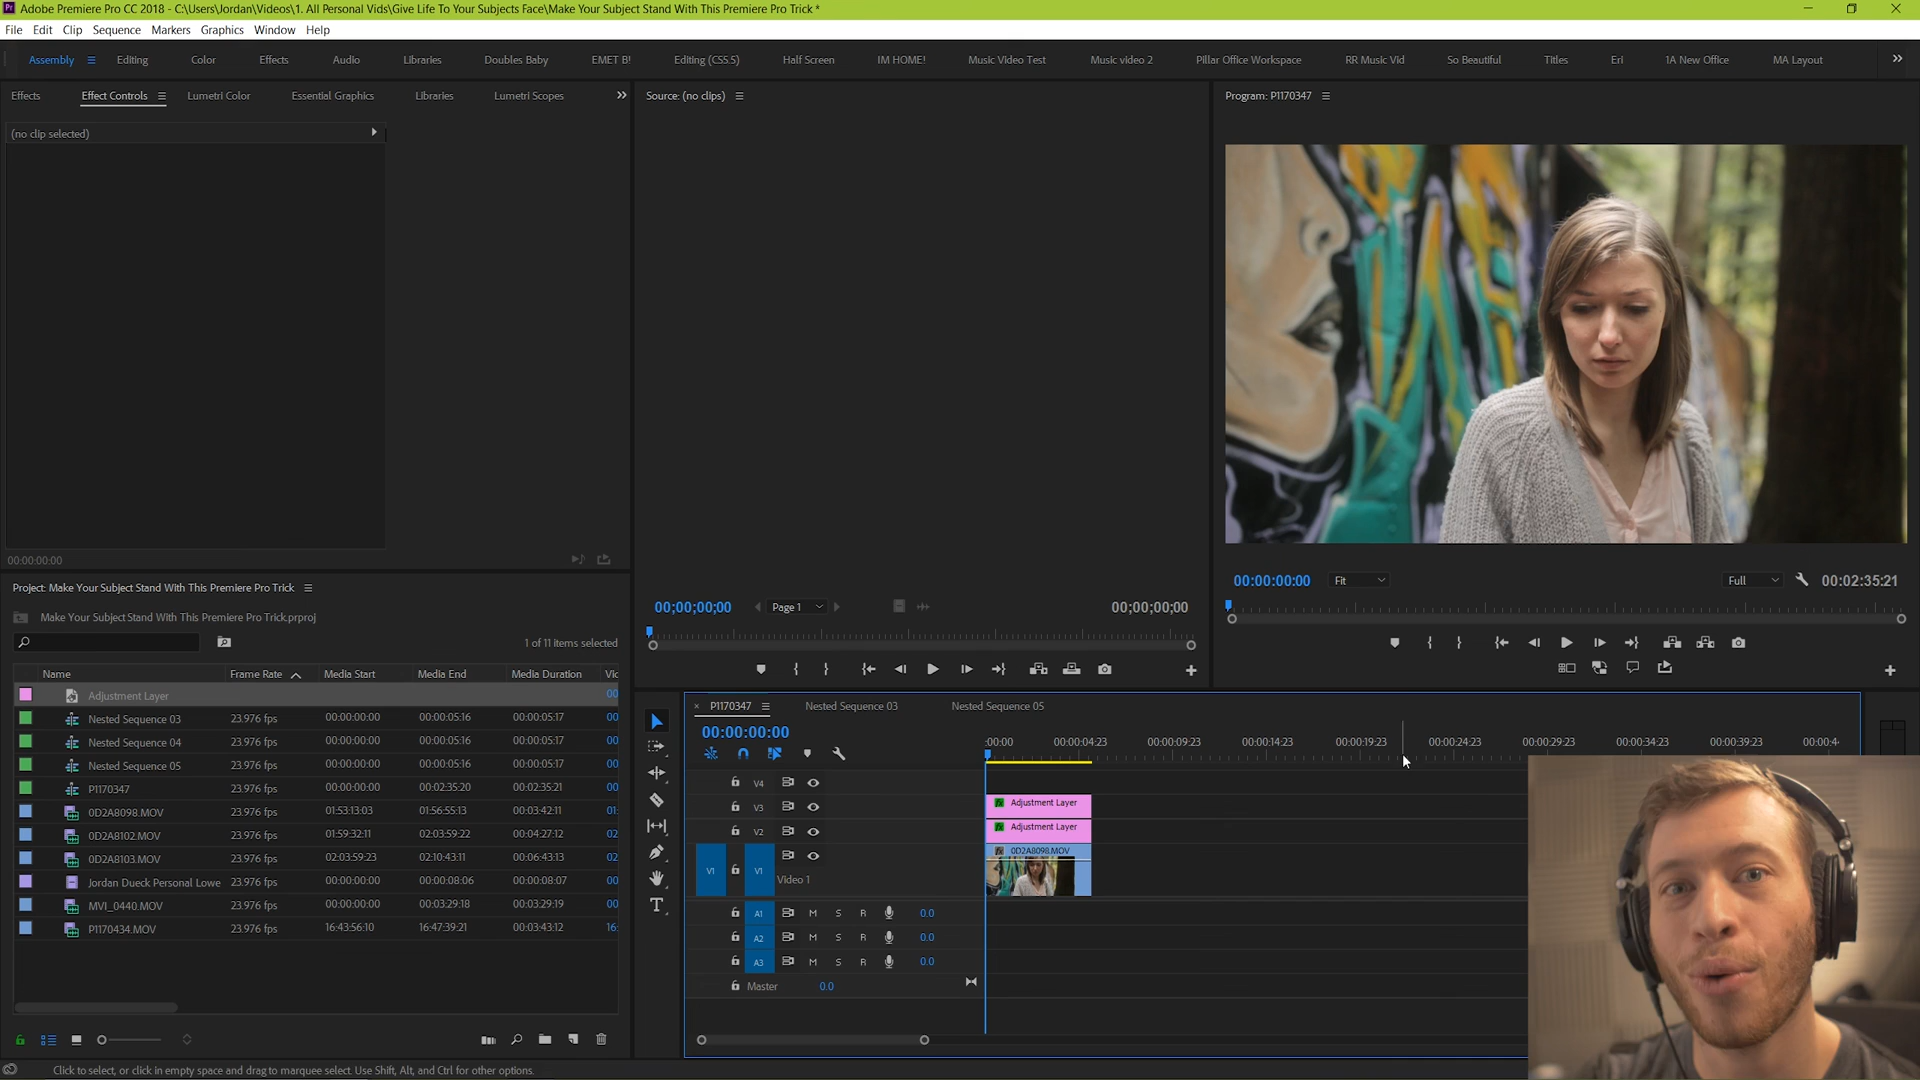 Adobe Premiere Pro CC 2018 - C:\Users\Jordan\Videos\1. All Personal Vids\Give Life To Your Subjects Face\Make Your Subject Stand With This Premiere Pro Trick *
File Edit Clip Sequence Markers Graphics Window Help
Assembly Editing Color Effects Audio Libraries Doubles Baby EMET B! Editing (CS5.5) Half Screen IM HOME! Music Video Test Music video 2 Pillar Office Workspace RR Music Vid So Beautiful Titles Erl 1A New Office MA Layout
Effects Effect Controls Lumetri Color Essential Graphics Libraries Lumetri Scopes
(no clip selected)
00:00:00:00
Source: (no clips)
00;00;00;00 Page 1 00;00;00;00
Program: P1170347
00:00:00:00 Fit Full 00:02:35:21
Project: Make Your Subject Stand With This Premiere Pro Trick
Make Your Subject Stand With This Premiere Pro Trick.prproj
1 of 11 items selected
Name Frame Rate Media Start Media End Media Duration Vic
Adjustment Layer 00
Nested Sequence 03 23.976 fps 00:00:00:00 00:00:05:16 00:00:05:17 00
Nested Sequence 04 23.976 fps 00:00:00:00 00:00:05:16 00:00:05:17 00
Nested Sequence 05 23.976 fps 00:00:00:00 00:00:05:16 00:00:05:17 00
P1170347 23.976 fps 00:00:00:00 00:02:35:20 00:02:35:21 00
0D2A8098.MOV 23.976 fps 01:53:13:03 01:56:55:13 00:03:42:11 01:
0D2A8102.MOV 23.976 fps 01:59:32:11 02:03:59:22 00:04:27:12 02
0D2A8103.MOV 23.976 fps 02:03:59:23 02:10:43:11 00:06:43:13 02:
Jordan Dueck Personal Lowe 23.976 fps 00:00:00:00 00:00:08:06 00:00:08:07 00
MVI_0440.MOV 23.976 fps 00:00:00:00 00:03:29:18 00:03:29:19 00
P1170434.MOV 23.976 fps 16:43:56:10 16:47:39:21 00:03:43:12 16:
P1170347 Nested Sequence 03 Nested Sequence 05
00:00:00:00
:00:00 00:00:04:23 00:00:09:23 00:00:14:23 00:00:19:23 00:00:24:23 00:00:29:23 00:00:34:23 00:00:39:23 00:00:4
V4
V3 Adjustment Layer
V2 Adjustment Layer
V1 V1 Video 1 0D2A8098.MOV
A1 M S R 0.0
A2 M S R 0.0
A3 M S R 0.0
Master 0.0
Click to select, or click in empty space and drag to marquee select. Use Shift, Alt, and Ctrl for other options.